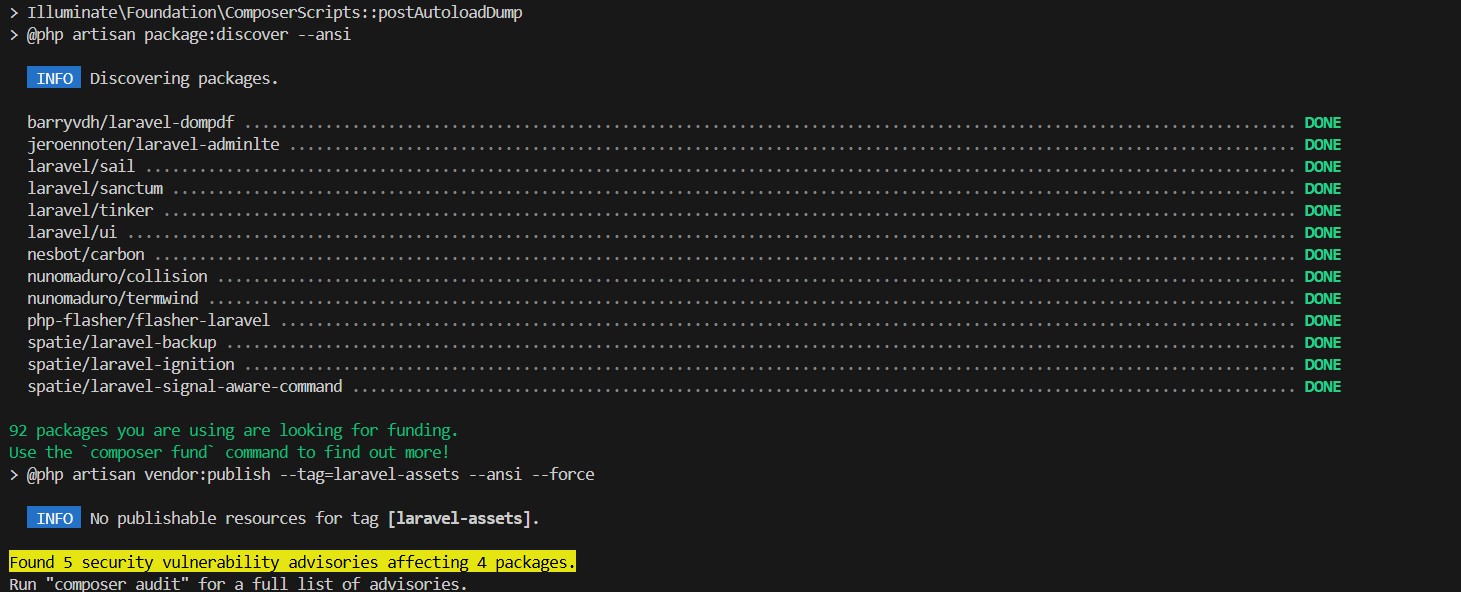 > Illuminate\Foundation\ComposerScripts::postAutoloadDump
> @php artisan package:discover --ansi
INFO Discovering packages.
barryvdh/laravel-dompdf ..................................................................................................................... DONE
jeroennoten/laravel-adminlte ................................................................................................................ DONE
laravel/sail ................................................................................................................................ DONE
laravel/sanctum ............................................................................................................................. DONE
laravel/tinker .............................................................................................................................. DONE
laravel/ui .................................................................................................................................. DONE
nesbot/carbon ............................................................................................................................... DONE
nunomaduro/collision ........................................................................................................................ DONE
nunomaduro/termwind ......................................................................................................................... DONE
php-flasher/flasher-laravel ................................................................................................................. DONE
spatie/laravel-backup ....................................................................................................................... DONE
spatie/laravel-ignition ..................................................................................................................... DONE
spatie/laravel-signal-aware-command ......................................................................................................... DONE
92 packages you are using are looking for funding.
Use the `composer fund` command to find out more!
> @php artisan vendor:publish --tag=laravel-assets --ansi --force
INFO No publishable resources for tag [laravel-assets].
Found 5 security vulnerability advisories affecting 4 packages.
Run "composer audit" for a full list of advisories.